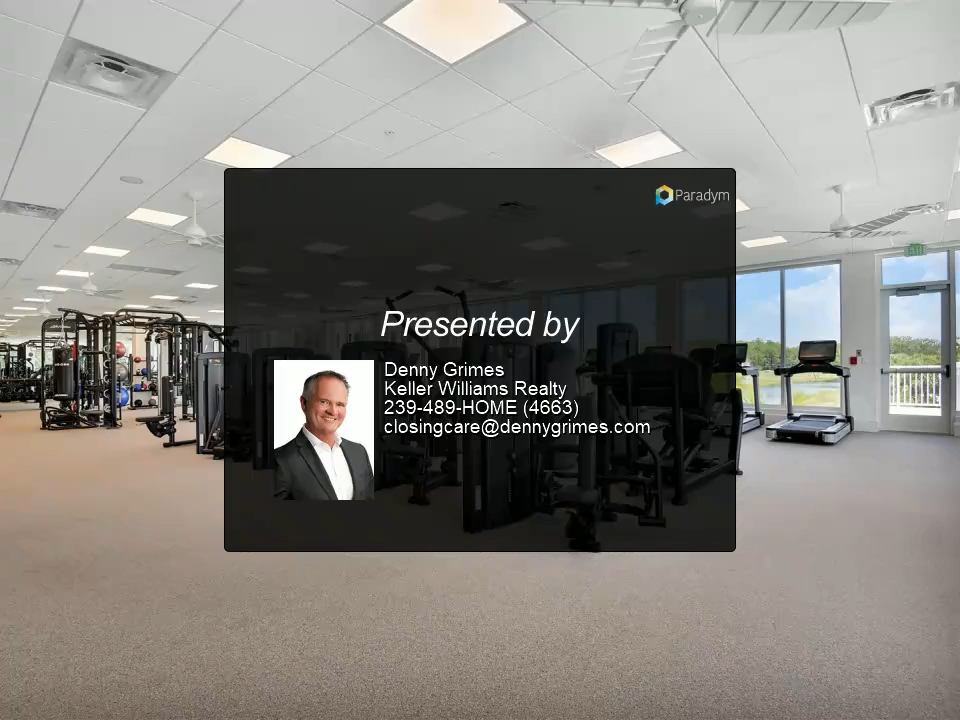 Paradym
Presented by
Denny Grimes
Keller Williams Realty
239-489-HOME (4663)
closingcare@dennygrimes.com